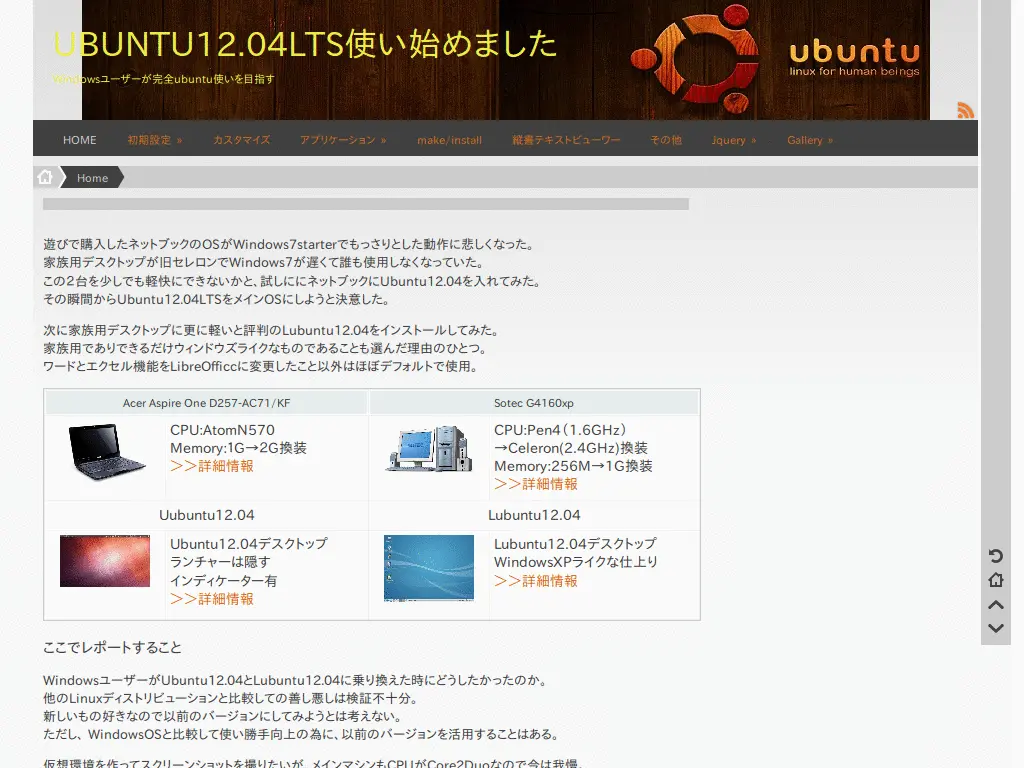 UBUNTU12.04LTS使い始めました
Windowsユーザーが完全ubuntu使いを目指す
ubuntu
linux for human beings
HOME 初期設定 » カスタマイズ アプリケーション » make/install 縦書テキストビューワー その他 Jquery » Gallery »
Home
遊びで購入したネットブックのOSがWindows7starterでもっさりとした動作に悲しくなった。
家族用デスクトップが旧セレロンでWindows7が遅くて誰も使用しなくなっていた。
この２台を少しでも軽快にできないかと、試しににネットブックにUbuntu12.04を入れてみた。
その瞬間からUbuntu12.04LTSをメインOSにしようと決意した。
次に家族用デスクトップに更に軽いと評判のLubuntu12.04をインストールしてみた。
家族用でありできるだけウィンドウズライクなものであることも選んだ理由のひとつ。
ワードとエクセル機能をLibreOfficcに変更したこと以外はほぼデフォルトで使用。
Acer Aspire One D257-AC71/KF
Sotec G4160xp
CPU:AtomN570
Memory:1G→2G換装
＞＞詳細情報
CPU:Pen4（1.6GHz）
→Celeron(2.4GHz)換装
Memory:256M→1G換装
＞＞詳細情報
Uubuntu12.04
Lubuntu12.04
Ubuntu12.04デスクトップ
ランチャーは隠す
インディケーター有
＞＞詳細情報
Lubuntu12.04デスクトップ
WindowsXPライクな仕上り
＞＞詳細情報
ここでレポートすること
WindowsユーザーがUbuntu12.04とLubuntu12.04に乗り換えた時にどうしたかったのか。
他のLinuxディストリビューションと比較しての善し悪しは検証不十分。
新しいもの好きなので以前のバージョンにしてみようとは考えない。
ただし、WindowsOSと比較して使い勝手向上の為に、以前のバージョンを活用することはある。
仮想環境を作ってスクリーンショットを撮りたいが、メインマシンもCPUがCore2Duoなので今は我慢。